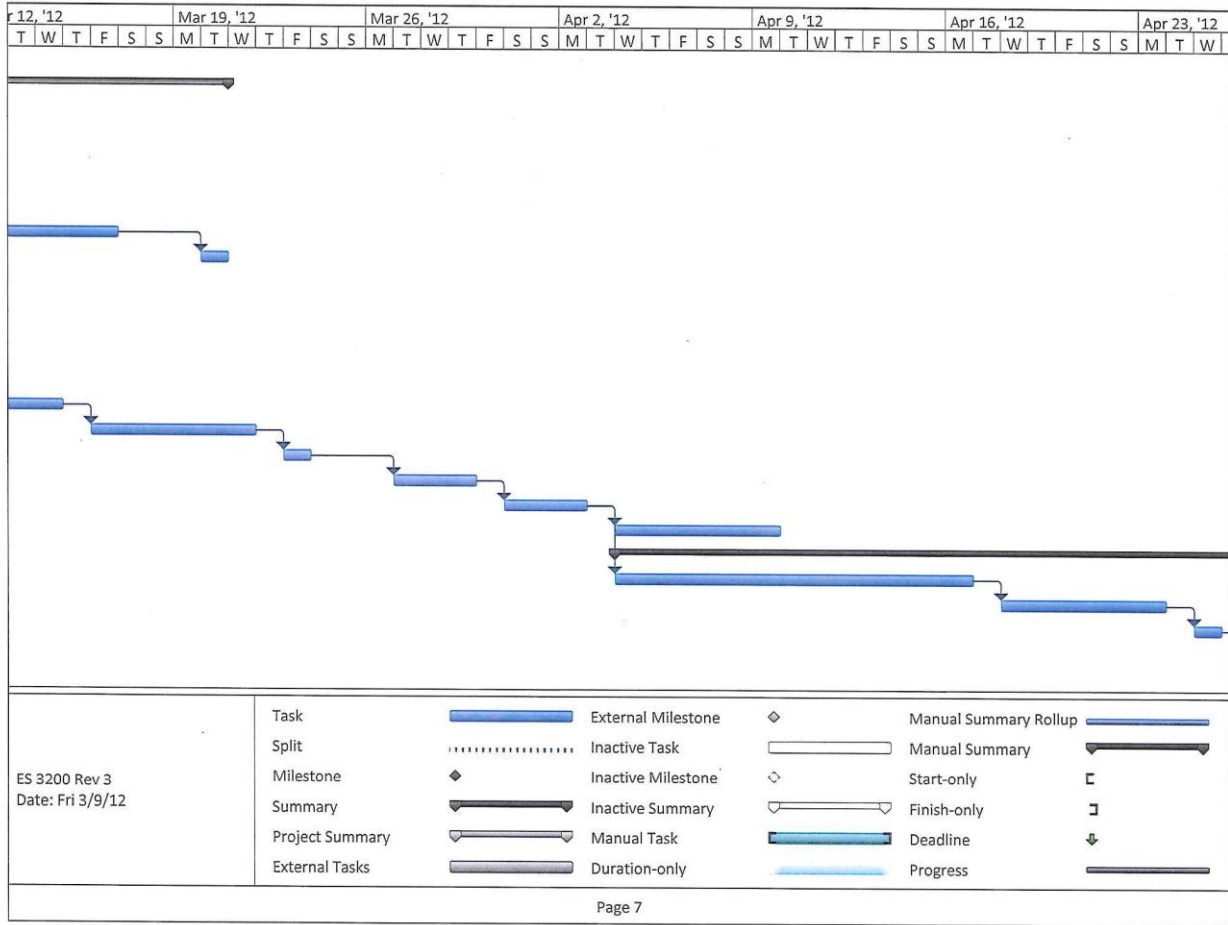 r 12, '12 Mar 19, '12 Mar 26, '12 Apr 2, '12 Apr 9, '12 Apr 16, '12 Apr 23, '12
T W T F S S M T W T F S S M T W T F S S M T W T F S S M T W T F S S M T W T F S S M T W
Task External Milestone Manual Summary Rollup
Split Inactive Task Manual Summary
ES 3200 Rev 3 Milestone Inactive Milestone Start-only
Date: Fri 3/9/12 Summary Inactive Summary Finish-only
Project Summary Manual Task Deadline
External Tasks Duration-only Progress
Page 7